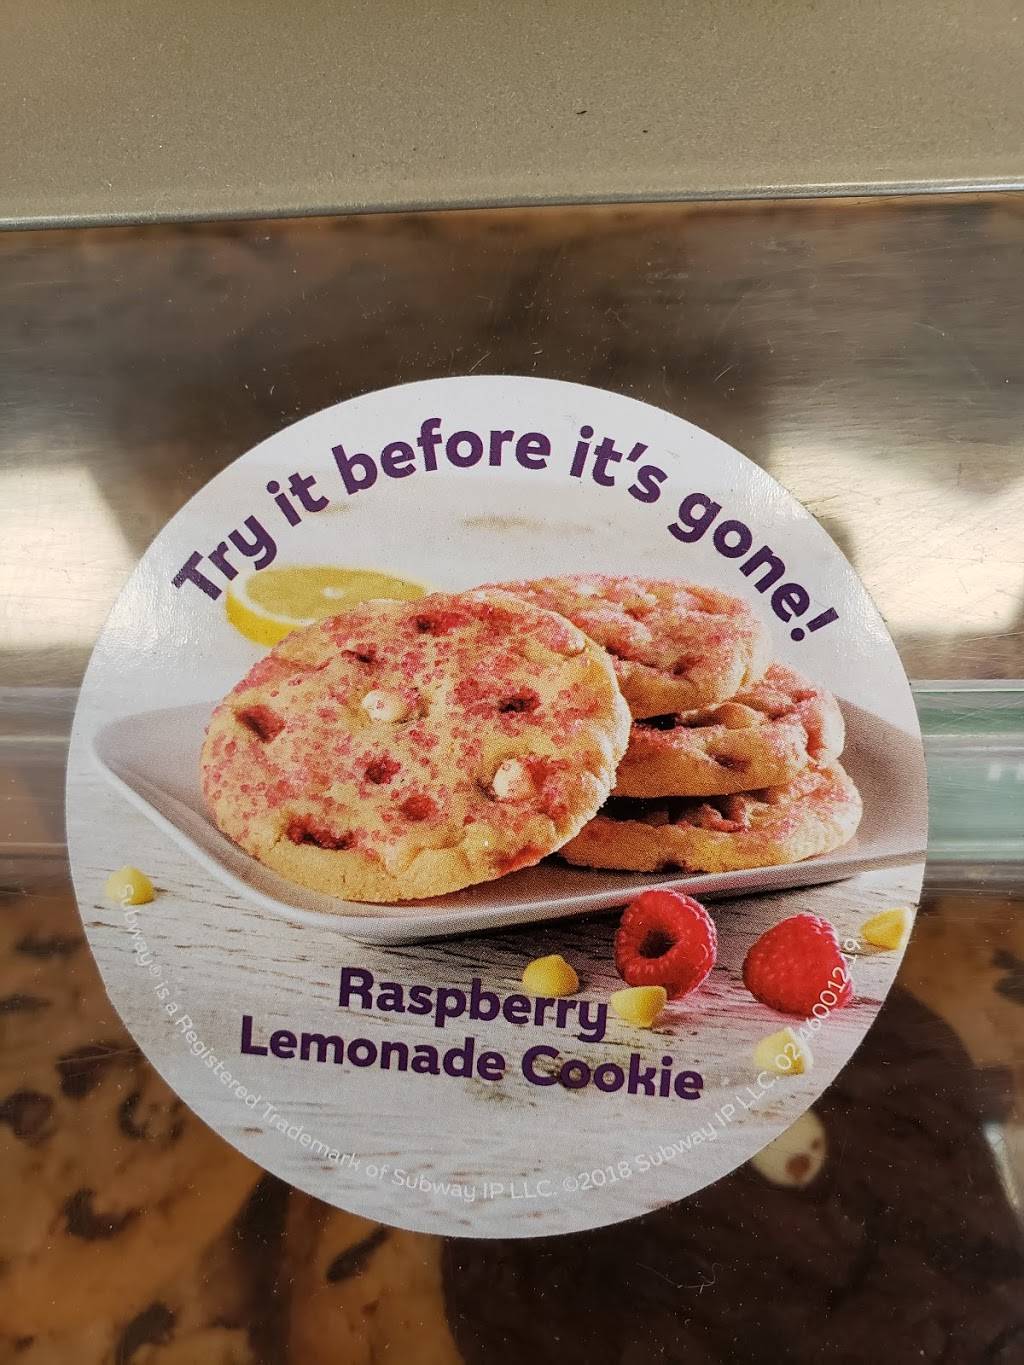 Try it before it's gone!
Raspberry
Lemonade Cookie
Subway® is a Registered Trademark of Subway IP LLC. ©2018 Subway IP LLC.